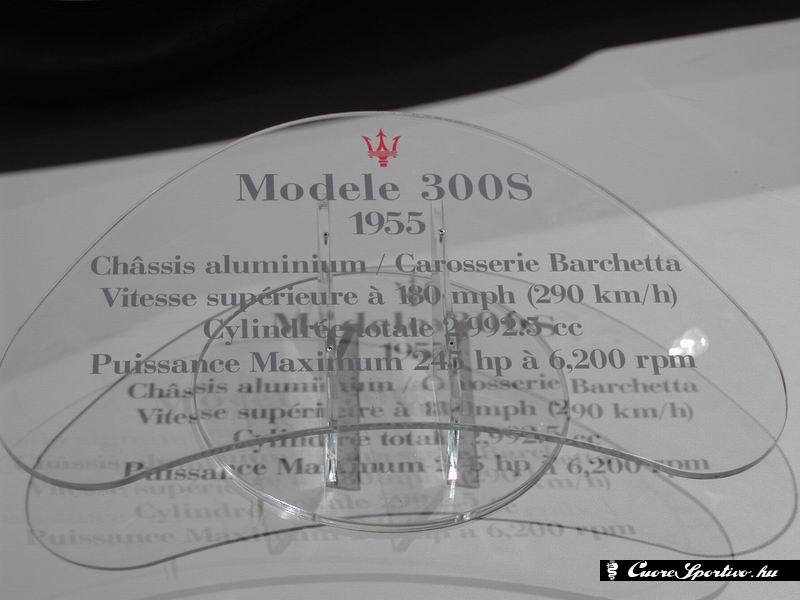 Modele 300S
1955
Châssis aluminium / Carosserie Barchetta
Vitesse supérieure à 180 mph (290 km/h)
Cylindrée totale 2,992.5 cc
Puissance Maximum 245 hp à 6,200 rpm
CuoreSportivo.hu